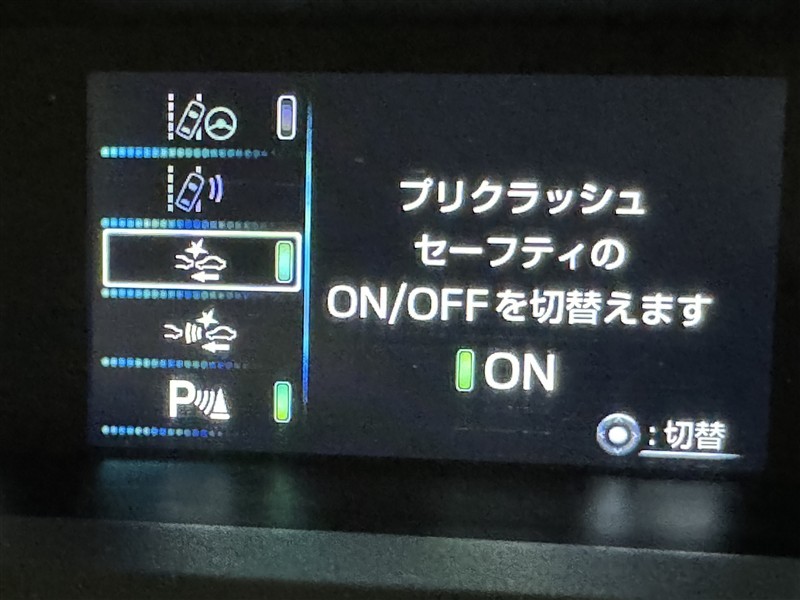 プリクラッシュ
セーフティの
ON/OFFを切替えます
ON
P
:切替